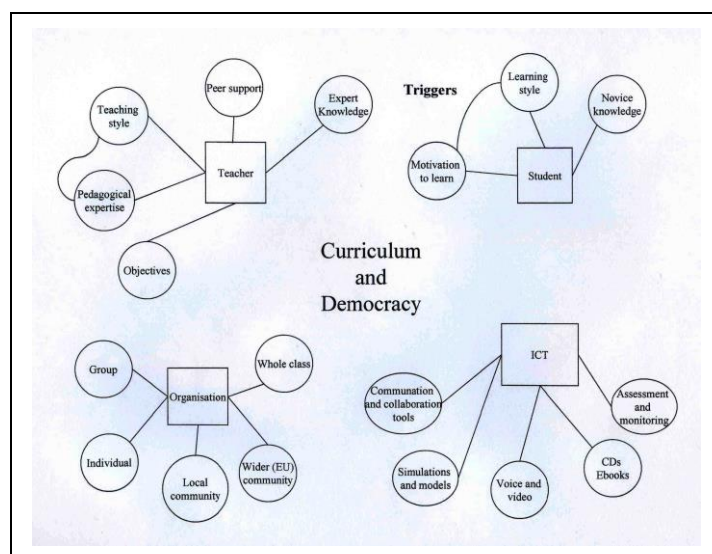 Peer support
Teaching
style
Expert
Knowledge
Teacher
Pedagogical
expertise
Objectives
Triggers
Learning
style
Novice
knowledge
Motivation
to learn
Student
Curriculum
and
Democracy
Group
Whole class
Organisation
Individual
Local
community
Wider (EU)
community
ICT
Communation
and collaboration
tools
Assessment
and
monitoring
Simulations
and models
Voice and
video
CDs
Ebooks